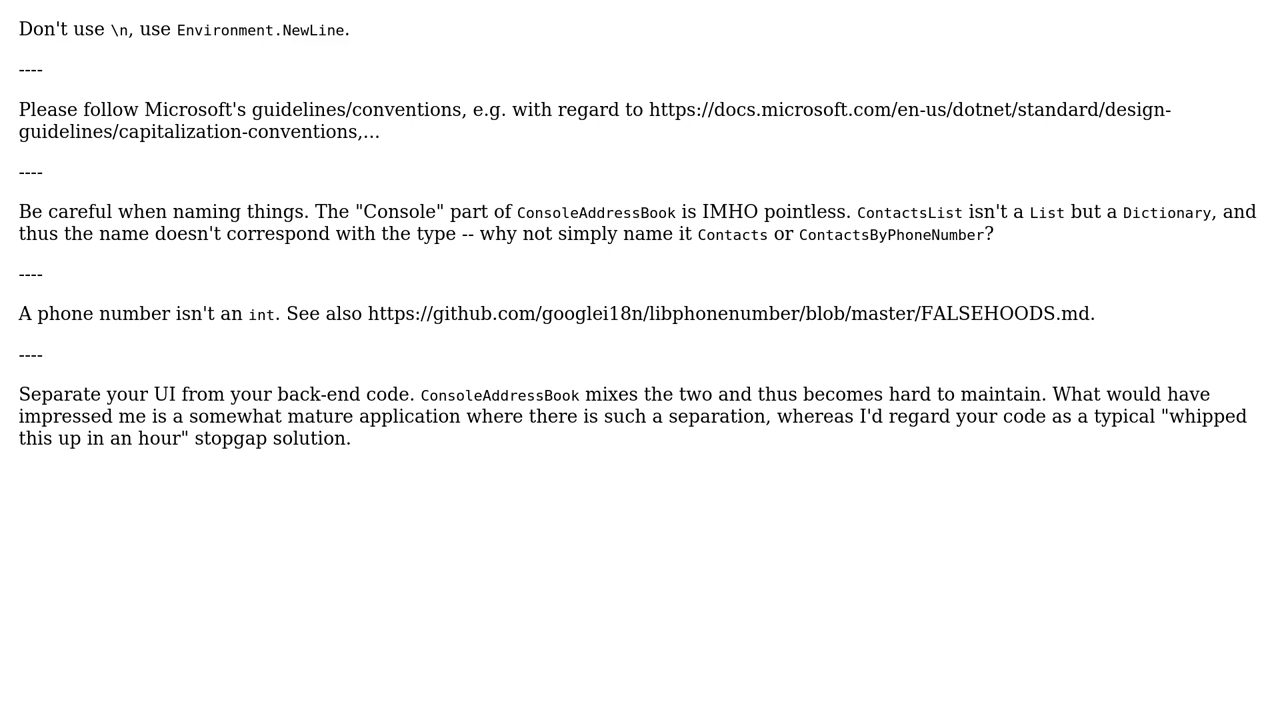 Don't use \n, use Environment.NewLine.
----
Please follow Microsoft's guidelines/conventions, e.g. with regard to https://docs.microsoft.com/en-us/dotnet/standard/design-
guidelines/capitalization-conventions,...
----
Be careful when naming things. The "Console" part of ConsoleAddressBook is IMHO pointless. ContactsList isn't a List but a Dictionary, and
thus the name doesn't correspond with the type -- why not simply name it Contacts or ContactsByPhoneNumber?
----
A phone number isn't an int. See also https://github.com/googlei18n/libphonenumber/blob/master/FALSEHOODS.md.
----
Separate your UI from your back-end code. ConsoleAddressBook mixes the two and thus becomes hard to maintain. What would have
impressed me is a somewhat mature application where there is such a separation, whereas I'd regard your code as a typical "whipped
this up in an hour" stopgap solution.